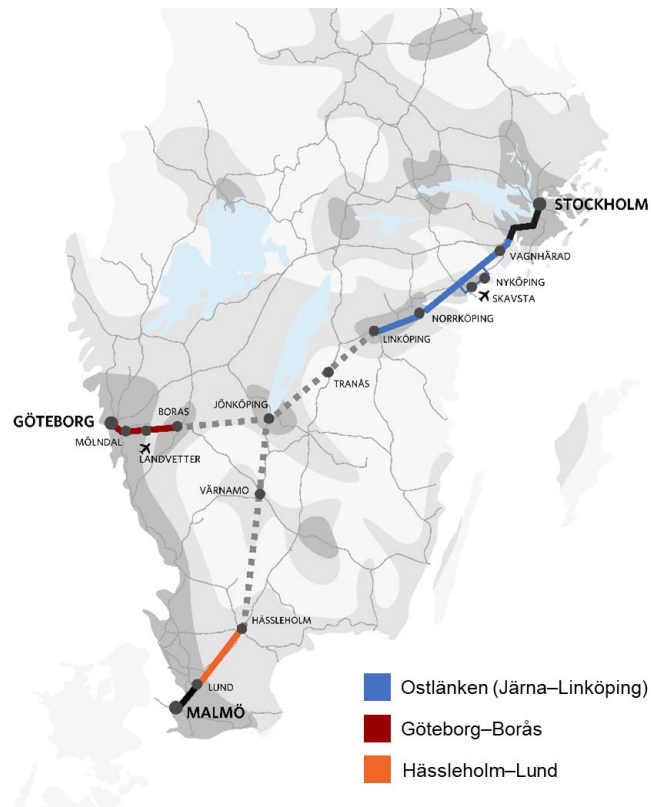 STOCKHOLM
VAGNHÄRAD
NYKÖPING
SKAVSTA
NORRKÖPING
LINKÖPING
TRANÅS
JÖNKÖPING
BORAS
GÖTEBORG
MÖLNDAL
LANDVETTER
VÄRNAMO
HÄSSLEHOLM
LUND
MALMÖ
Ostlänken (Järna–Linköping)
Göteborg–Borås
Hässleholm–Lund